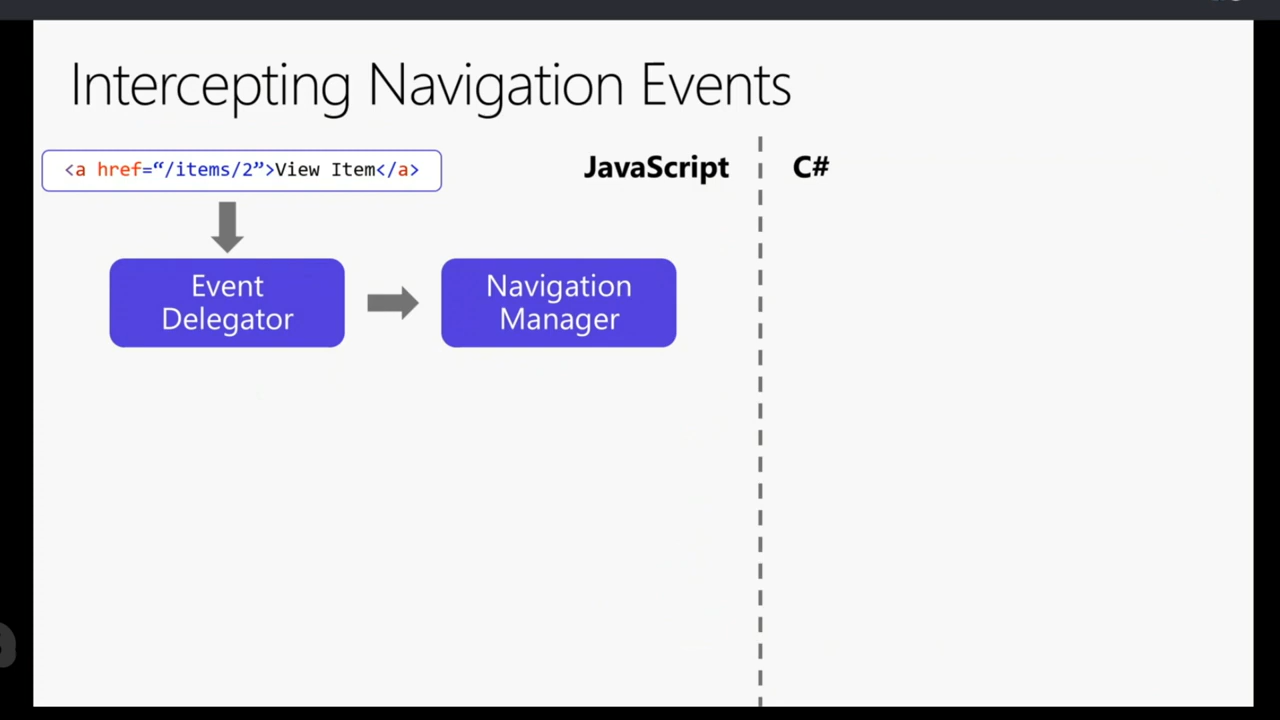 Intercepting Navigation Events
<a href=“/items/2”>View Item</a>
JavaScript
C#
Event
Delegator
Navigation
Manager